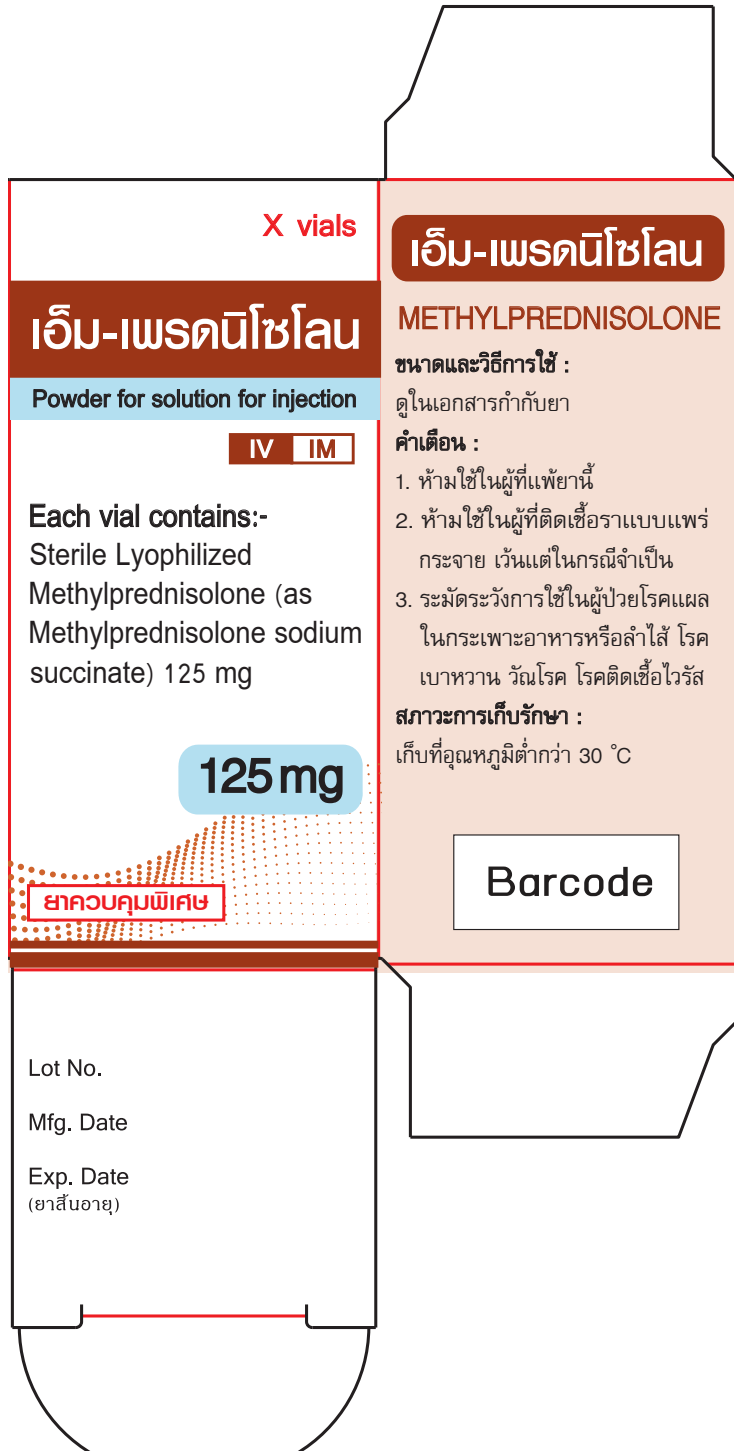 X vials
เอ็ม-เพรดนิโซโลน
Powder for solution for injection
IV IM
Each vial contains:-
Sterile Lyophilized
Methylprednisolone (as
Methylprednisolone sodium
succinate) 125 mg
125 mg
ยาควบคุมพิเศษ
Lot No.
Mfg. Date
Exp. Date
(ยาสิ้นอายุ)
เอ็ม-เพรดนิโซโลน
METHYLPREDNISOLONE
ขนาดและวิธีการใช้ :
ดูในเอกสารกำกับยา
คำเตือน :
1. ห้ามใช้ในผู้ที่แพ้ยานี้
2. ห้ามใช้ในผู้ที่ติดเชื้อราแบบแพร่
กระจาย เว้นแต่ในกรณีจำเป็น
3. ระมัดระวังการใช้ในผู้ป่วยโรคแผล
ในกระเพาะอาหารหรือลำไส้ โรค
เบาหวาน วัณโรค โรคติดเชื้อไวรัส
สภาวะการเก็บรักษา :
เก็บที่อุณหภูมิต่ำกว่า 30 °C
Barcode